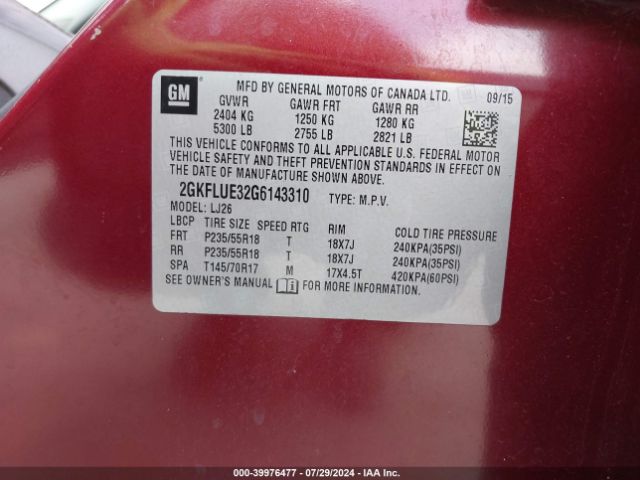 GM
MFD BY GENERAL MOTORS OF CANADA LTD. 09/15
GVWR GAWR FRT GAWR RR
2404 KG 1250 KG 1280 KG
5300 LB 2755 LB 2821 LB
THIS VEHICLE CONFORMS TO ALL APPLICABLE U.S. FEDERAL MOTOR
VEHICLE SAFETY AND THEFT PREVENTION STANDARDS IN EFFECT ON
THE DATE OF MANUFACTURE SHOWN ABOVE.
2GKFLUE32G6143310 TYPE: M.P.V.
MODEL: LJ26
LBCP TIRE SIZE SPEED RTG RIM COLD TIRE PRESSURE
FRT P235/55R18 T 18X7J 240KPA(35PSI)
RR P235/55R18 T 18X7J 240KPA(35PSI)
SPA T145/70R17 M 17X4.5T 420KPA(60PSI)
SEE OWNER'S MANUAL FOR MORE INFORMATION.
000-39976477 - 07/29/2024 - IAA Inc.